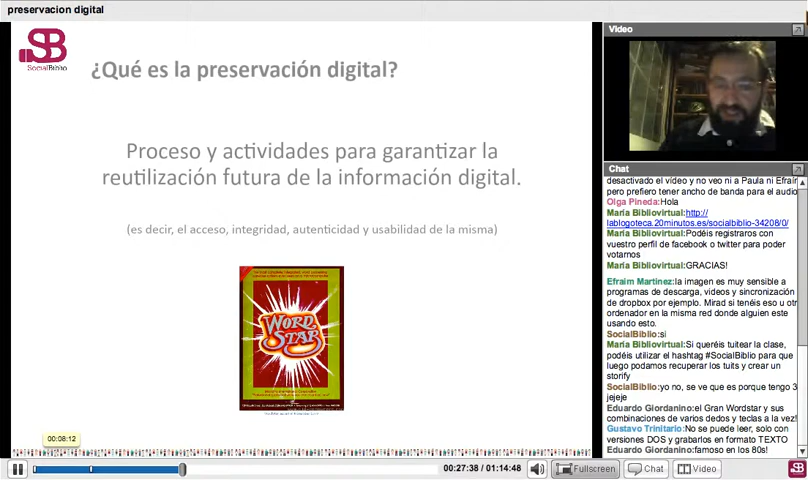 preservacion digital
SB
SocialBiblio
¿Qué es la preservación digital?
Proceso y actividades para garantizar la
reutilización futura de la información digital.
(es decir, el acceso, integridad, autenticidad y usabilidad de la misma)
WORD
STAR
00:08:12
Video
Chat
desactivado el vídeo y no veo ni a Paula ni Efraín
pero prefiero tener ancho de banda para el audio
Olga Pineda:Hola
María Bibliovirtual:http://
lablogoteca.20minutos.es/socialbiblio-34208/0/
María Bibliovirtual:Podéis registraros con
vuestro perfil de facebook o twitter para poder
votarnos
María Bibliovirtual:GRACIAS!
Efraim Martinez:la imagen es muy sensible a
programas de descarga, videos y sincronización
de dropbox por ejemplo. Mirad si tenéis eso u otr
ordenador en la misma red donde alguien este
usando esto.
SocialBiblio:si
María Bibliovirtual:Si queréis tuitear la clase,
podéis utilizar el hashtag #SocialBiblio para que
luego podamos recuperar los tuits y crear un
storify
SocialBiblio:yo no, se ve que es porque tengo 3
jejeje
Eduardo Giordanino:el Gran Wordstar y sus
combinaciones de varios dedos y teclas a la vez!
Gustavo Trinitario:No se puede leer, solo con
versiones DOS y grabarlos en formato TEXTO
Eduardo Giordanino:famoso en los 80s!
00:27:38 / 01:14:48
Fullscreen
Chat
Video
SB